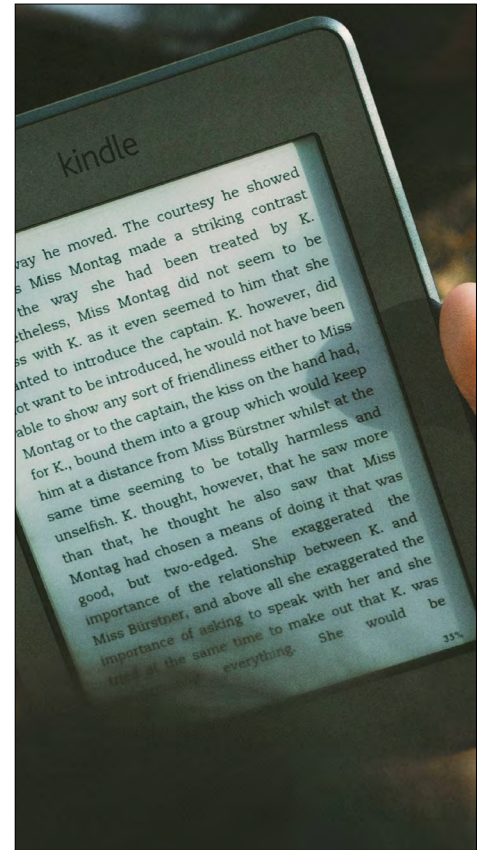 kindle
way he moved. The courtesy he showed
s Miss Montag made a striking contrast
the way she had been treated by K.
etheless, Miss Montag did not seem to be
ss with K. as it even seemed to him that she
anted to introduce the captain. K. however, did
ot want to be introduced, he would not have been
able to show any sort of friendliness either to Miss
Montag or to the captain, the kiss on the hand had,
for K., bound them into a group which would keep
him at a distance from Miss Bürstner whilst at the
same time seeming to be totally harmless and
unselfish. K. thought, however, that he saw more
than that, he thought he also saw that Miss
Montag had chosen a means of doing it that was
good, but two-edged. She exaggerated the
importance of the relationship between K. and
Miss Bürstner, and above all she exaggerated the
importance of asking to speak with her and she
tried at the same time to make out that K. was
everything. She would be
35%